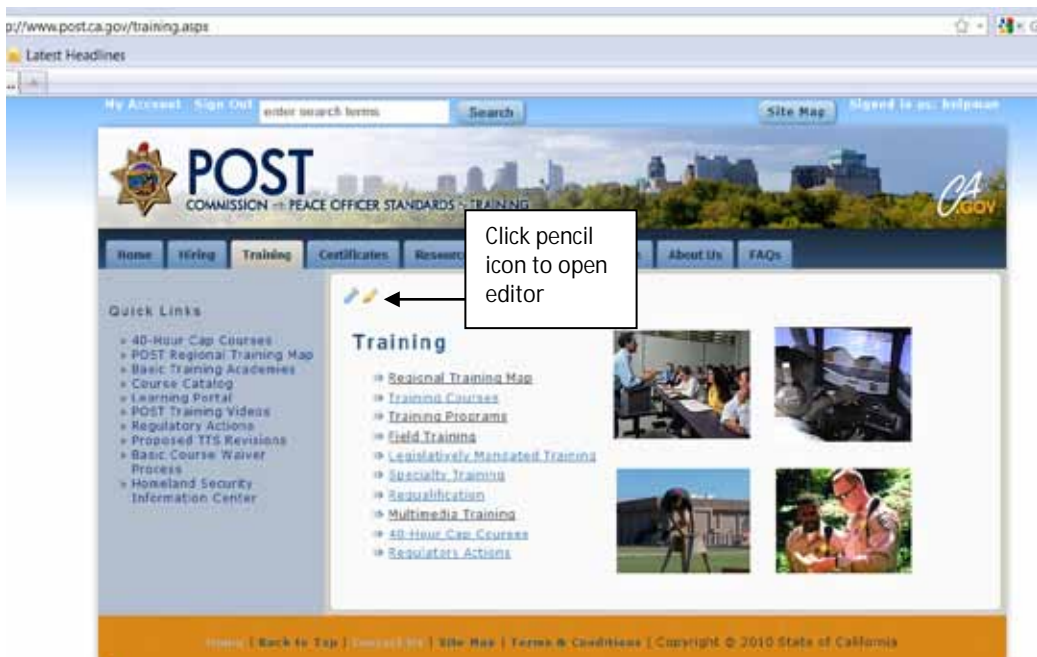 p://www.post.ca.gov/training.aspx
Latest Headlines
My Account Sign Out enter search terms Search Site Map Signed in as: helpman
POST
COMMISSION ON PEACE OFFICER STANDARDS & TRAINING
CA
.GOV
Home Hiring Training Certificates About Us FAQs
Click pencil
icon to open
editor
Quick Links
» 40-Hour Cap Courses
» POST Regional Training Map
» Basic Training Academies
» Course Catalog
» Learning Portal
» POST Training Videos
» Regulatory Actions
» Proposed TTS Revisions
» Basic Course Waiver
Process
» Homeland Security
Information Center
Training
Regional Training Map
Training Courses
Training Programs
Field Training
Legislatively Mandated Training
Specialty Training
Requalification
Multimedia Training
40-Hour Cap Courses
Regulatory Actions
Home | Back to Top | Contact Us | Site Map | Terms & Conditions | Copyright © 2010 State of California